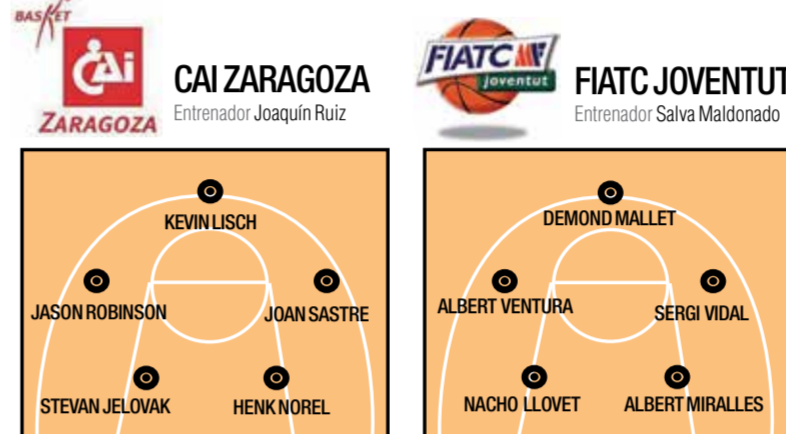 BASKET
CAI
ZARAGOZA
CAI ZARAGOZA
Entrenador Joaquín Ruiz
KEVIN LISCH
JASON ROBINSON
JOAN SASTRE
STEVAN JELOVAK
HENK NOREL
FIATC
joventut
FIATC JOVENTUT
Entrenador Salva Maldonado
DEMOND MALLET
ALBERT VENTURA
SERGI VIDAL
NACHO LLOVET
ALBERT MIRALLES